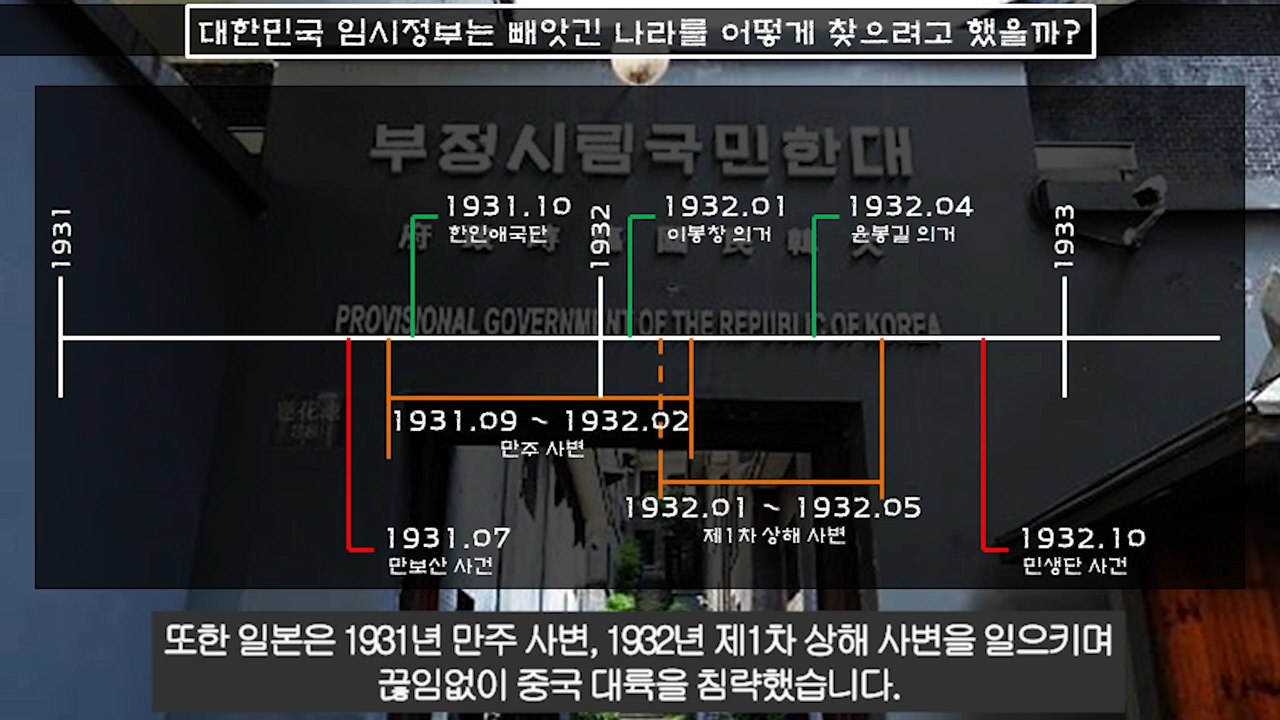 대한민국 임시정부는 빼앗긴 나라를 어떻게 찾으려고 했을까?
부정시림국민한대
PROVISIONAL GOVERNMENT OF THE REPUBLIC OF KOREA
1931
1931.10
한인애국단
1932
1932.01
이봉창 의거
1932.04
윤봉길 의거
1933
1931.09 ~ 1932.02
만주 사변
1932.01 ~ 1932.05
제1차 상해 사변
1931.07
만보산 사건
1932.10
민생단 사건
또한 일본은 1931년 만주 사변, 1932년 제1차 상해 사변을 일으키며
끊임없이 중국 대륙을 침략했습니다.